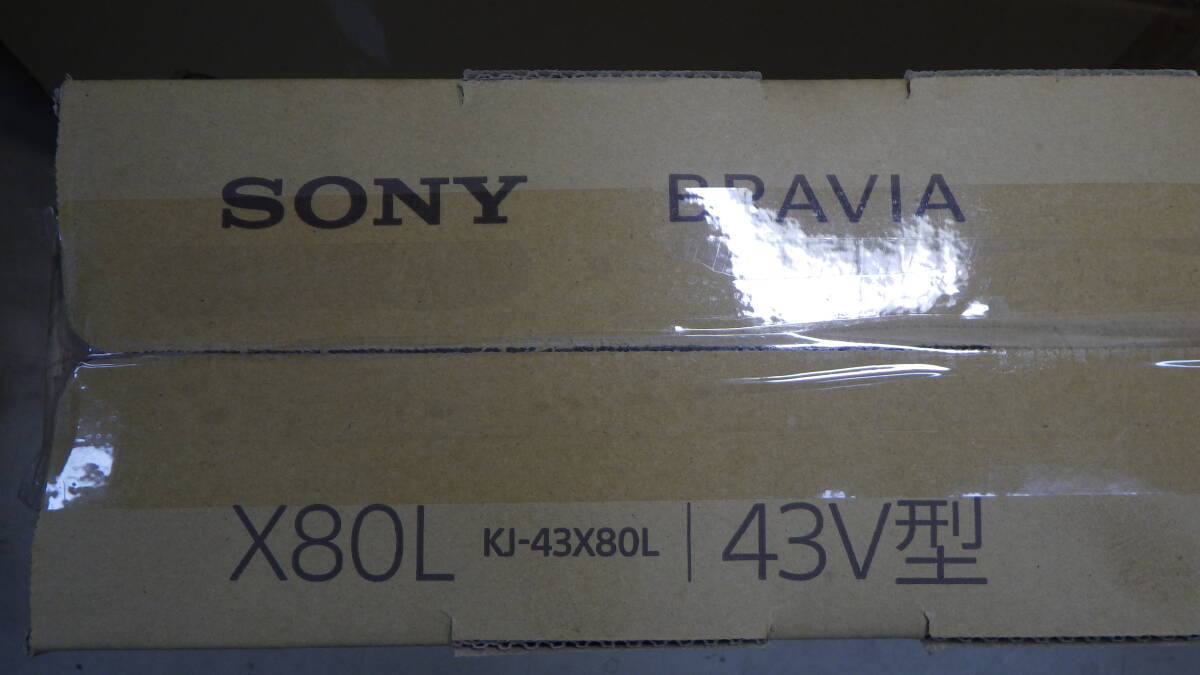 SONY BRAVIA
X80L KJ-43X80L | 43V型